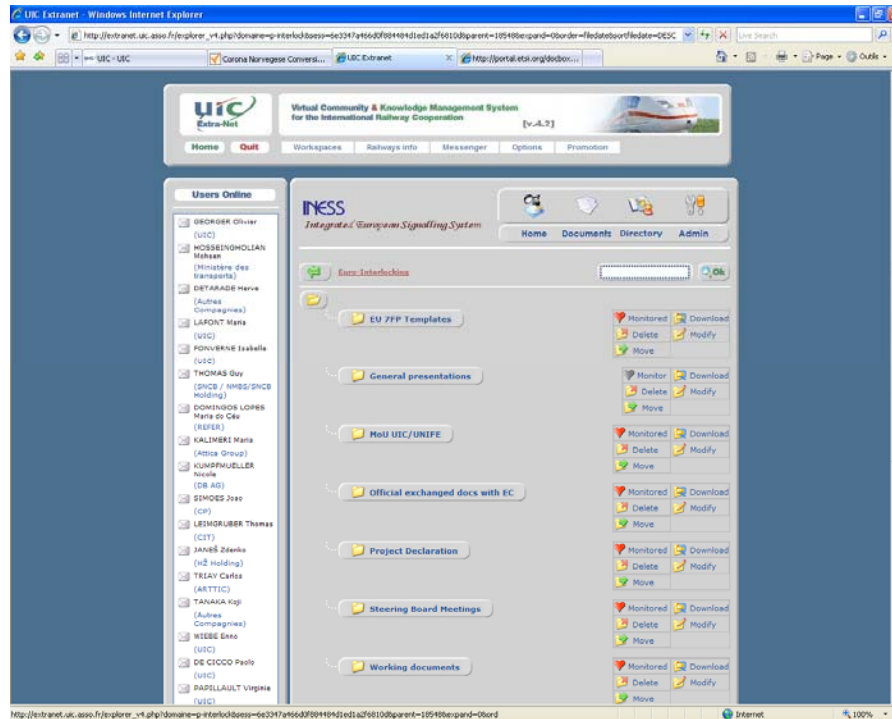 UIC Extranet - Windows Internet Explorer
Live Search
UIC - UIC
Corona Norvegese Conversi...
UIC Extranet
http://portal.etsi.org/docbox...
Page
Tools
uic
Extra-Net
Virtual Community & Knowledge Management System
for the International Railway Cooperation
[v.4.2]
Home Quit Workspaces Railways info Messenger Options Promotion
Users Online
GEORGER Olivier
(UIC)
HOSSEINGHOLIAN
Mohsen
(Ministère des
transports)
DETARADE Herve
(Autres
Compagnies)
LAFONT Maria
(UIC)
FONVERNE Isabelle
(UIC)
THOMAS Guy
(SNCB / NMBS/SNCB
Holding)
DOMINGOS LOPES
Maria do Céu
(REFER)
KALIMERI Maria
(Attica Group)
KUMPFMUELLER
Nicole
(DB AG)
SIMOES Joao
(CP)
LEIMGRUBER Thomas
(CIT)
JANEŠ Zdenko
(HŽ Holding)
TRIAY Carlos
(ARTTIC)
TANAKA Koji
(Autres
Compagnies)
WIEBE Enno
(UIC)
DE CICCO Paolo
(UIC)
PAPILLAULT Virginie
(UIC)
INESS
Integrated European Signalling System
Home Documents Directory Admin
Euro-Interlocking
Ok
EU 7FP Templates
Monitored Download
Delete Modify
Move
General presentations
Monitor Download
Delete Modify
Move
MoU UIC/UNIFE
Monitored Download
Delete Modify
Move
Official exchanged docs with EC
Monitored Download
Delete Modify
Move
Project Declaration
Monitored Download
Delete Modify
Move
Steering Board Meetings
Monitored Download
Delete Modify
Move
Working documents
Monitored Download
Delete Modify
Move
Internet
100%